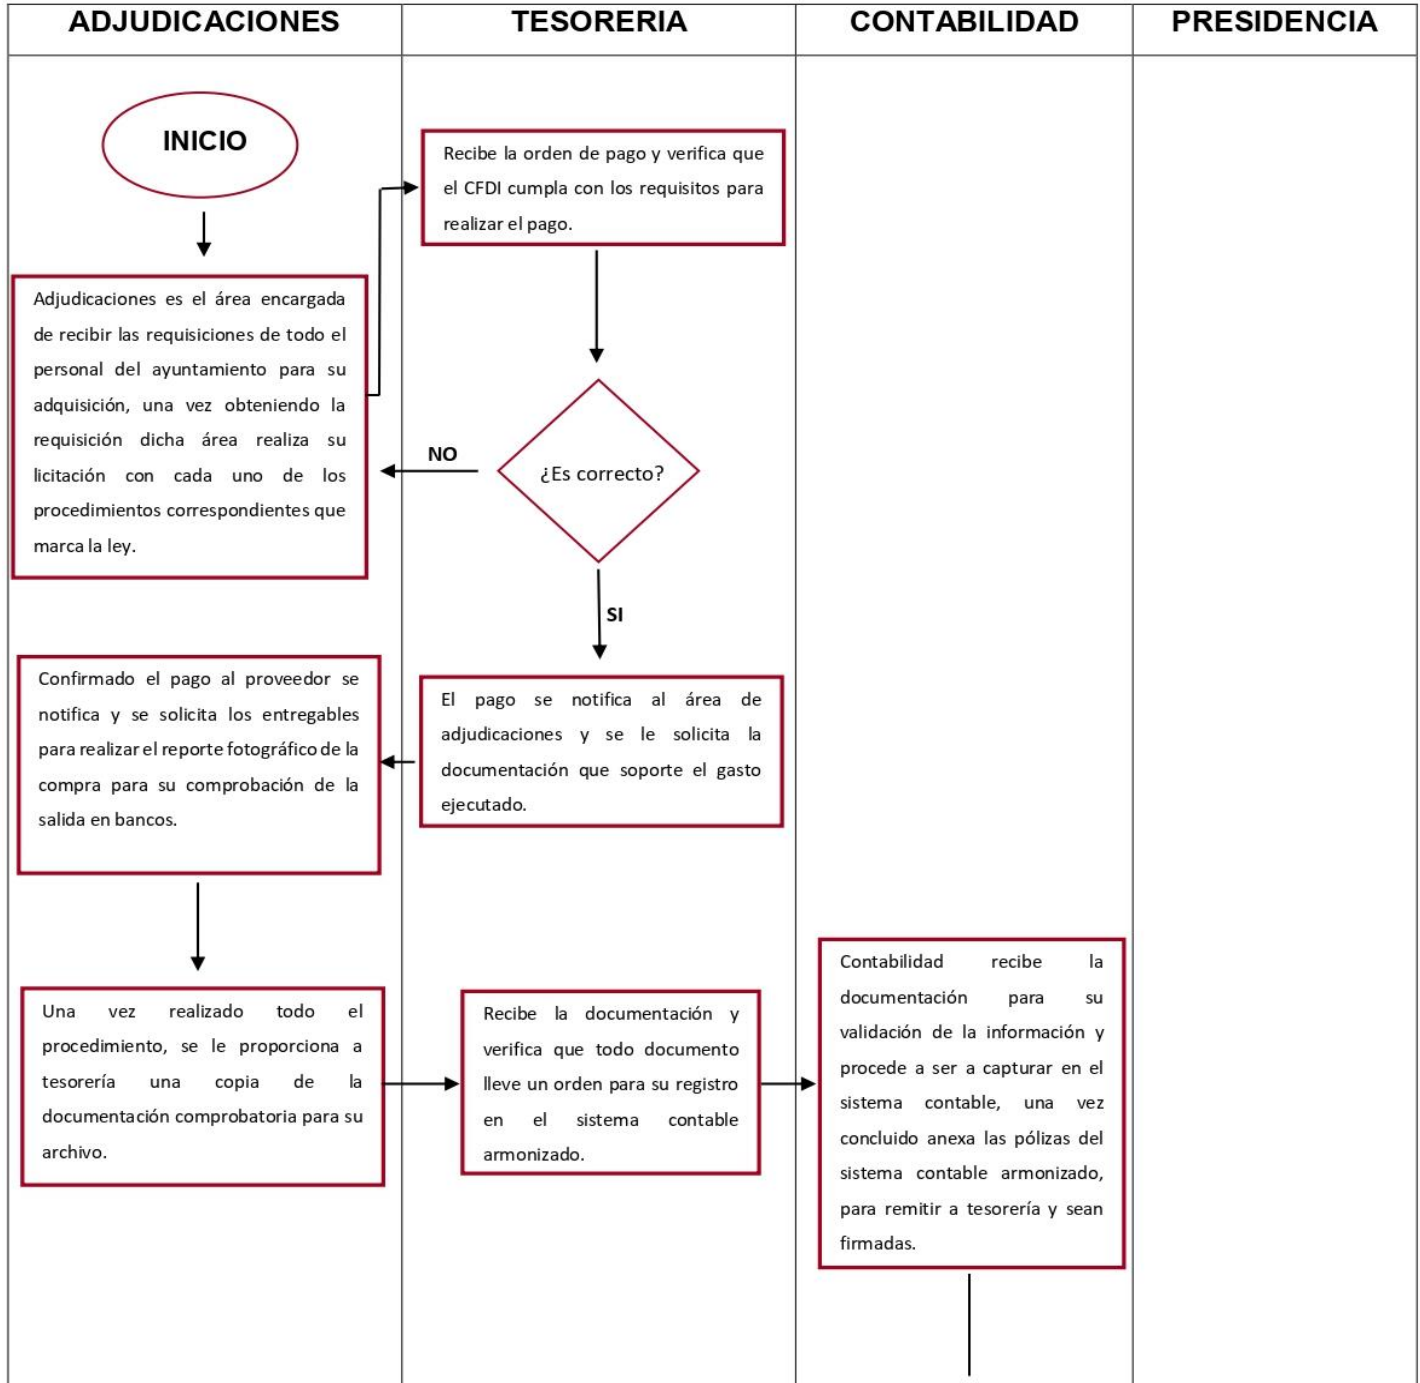 ADJUDICACIONES
TESORERIA
CONTABILIDAD
PRESIDENCIA
INICIO
Adjudicaciones es el área encargada
de recibir las requisiciones de todo el
personal del ayuntamiento para su
adquisición, una vez obteniendo la
requisición dicha área realiza su
licitación con cada uno de los
procedimientos correspondientes que
marca la ley.
Recibe la orden de pago y verifica que
el CFDI cumpla con los requisitos para
realizar el pago.
¿Es correcto?
NO
SI
El pago se notifica al área de
adjudicaciones y se le solicita la
documentación que soporte el gasto
ejecutado.
Confirmado el pago al proveedor se
notifica y se solicita los entregables
para realizar el reporte fotográfico de la
compra para su comprobación de la
salida en bancos.
Una vez realizado todo el
procedimiento, se le proporciona a
tesorería una copia de la
documentación comprobatoria para su
archivo.
Recibe la documentación y
verifica que todo documento
lleve un orden para su registro
en el sistema contable
armonizado.
Contabilidad recibe la
documentación para su
validación de la información y
procede a ser a capturar en el
sistema contable, una vez
concluido anexa las pólizas del
sistema contable armonizado,
para remitir a tesorería y sean
firmadas.